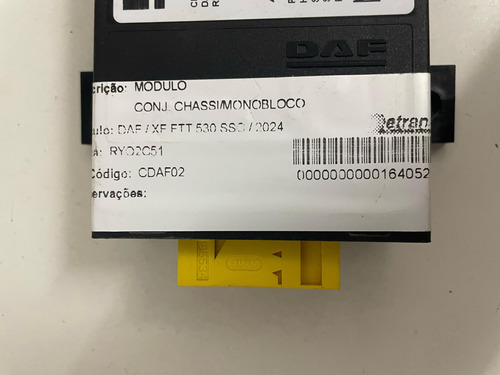 DAF
crição: MODULO
CONJ. CHASSI/MONOBLOCO
ulo: DAF / XF FTT 530 SSC / 2024
a: RYO2C51
etran
Código: CDAF02
0000000000164052
ervações: